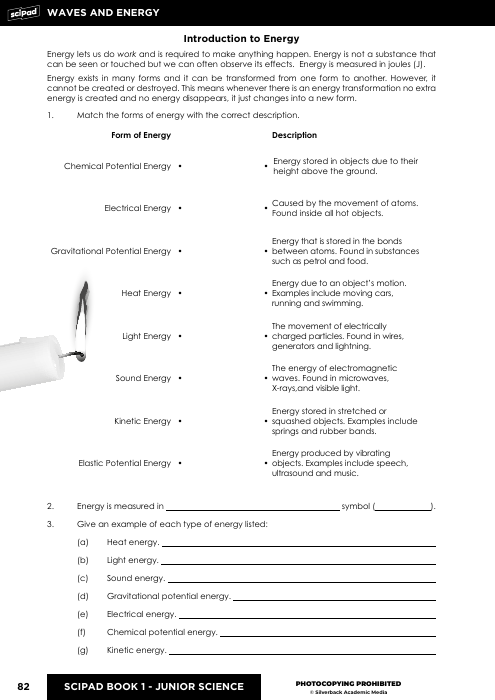 scipad
WAVES AND ENERGY
Introduction to Energy
Energy lets us do work and is required to make anything happen. Energy is not a substance that
can be seen or touched but we can often observe its effects. Energy is measured in joules (J).
Energy exists in many forms and it can be transformed from one form to another. However, it
cannot be created or destroyed. This means whenever there is an energy transformation no extra
energy is created and no energy disappears, it just changes into a new form.
1. Match the forms of energy with the correct description.
Form of Energy Description
Chemical Potential Energy • • Energy stored in objects due to their
height above the ground.
Electrical Energy • • Caused by the movement of atoms.
Found inside all hot objects.
Gravitational Potential Energy • • Energy that is stored in the bonds
between atoms. Found in substances
such as petrol and food.
Heat Energy • • Energy due to an object's motion.
Examples include moving cars,
running and swimming.
Light Energy • • The movement of electrically
charged particles. Found in wires,
generators and lightning.
Sound Energy • • The energy of electromagnetic
waves. Found in microwaves,
X-rays,and visible light.
Kinetic Energy • • Energy stored in stretched or
squashed objects. Examples include
springs and rubber bands.
Elastic Potential Energy • • Energy produced by vibrating
objects. Examples include speech,
ultrasound and music.
2. Energy is measured in ____________ symbol (________).
3. Give an example of each type of energy listed:
(a) Heat energy.
(b) Light energy.
(c) Sound energy.
(d) Gravitational potential energy.
(e) Electrical energy.
(f) Chemical potential energy.
(g) Kinetic energy.
82 SCIPAD BOOK 1 - JUNIOR SCIENCE
PHOTOCOPYING PROHIBITED
© Silverback Academic Media